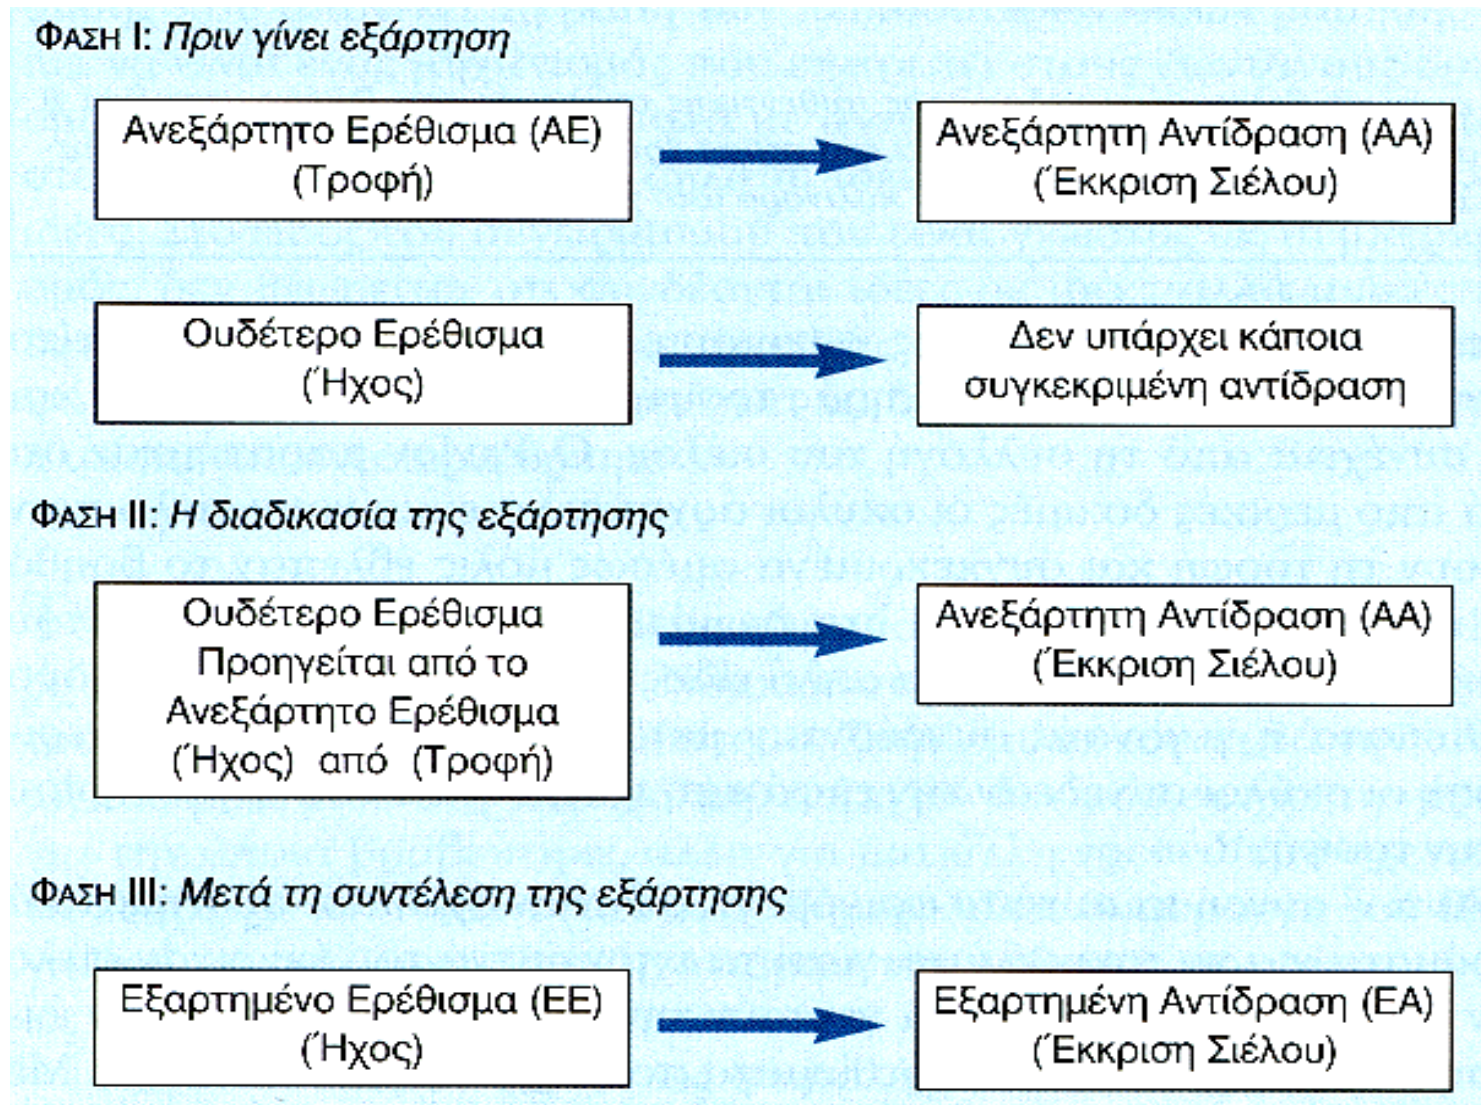 ΦΑΣΗ Ι: Πριν γίνει εξάρτηση
Ανεξάρτητο Ερέθισμα (ΑΕ)
(Τροφή)
Ανεξάρτητη Αντίδραση (ΑΑ)
(Έκκριση Σιέλου)
Ουδέτερο Ερέθισμα
(Ήχος)
Δεν υπάρχει κάποια
συγκεκριμένη αντίδραση
ΦΑΣΗ ΙΙ: Η διαδικασία της εξάρτησης
Ουδέτερο Ερέθισμα
Προηγείται από το
Ανεξάρτητο Ερέθισμα
(Ήχος) από (Τροφή)
Ανεξάρτητη Αντίδραση (ΑΑ)
(Έκκριση Σιέλου)
ΦΑΣΗ ΙΙΙ: Μετά τη συντέλεση της εξάρτησης
Εξαρτημένο Ερέθισμα (ΕΕ)
(Ήχος)
Εξαρτημένη Αντίδραση (ΕΑ)
(Έκκριση Σιέλου)